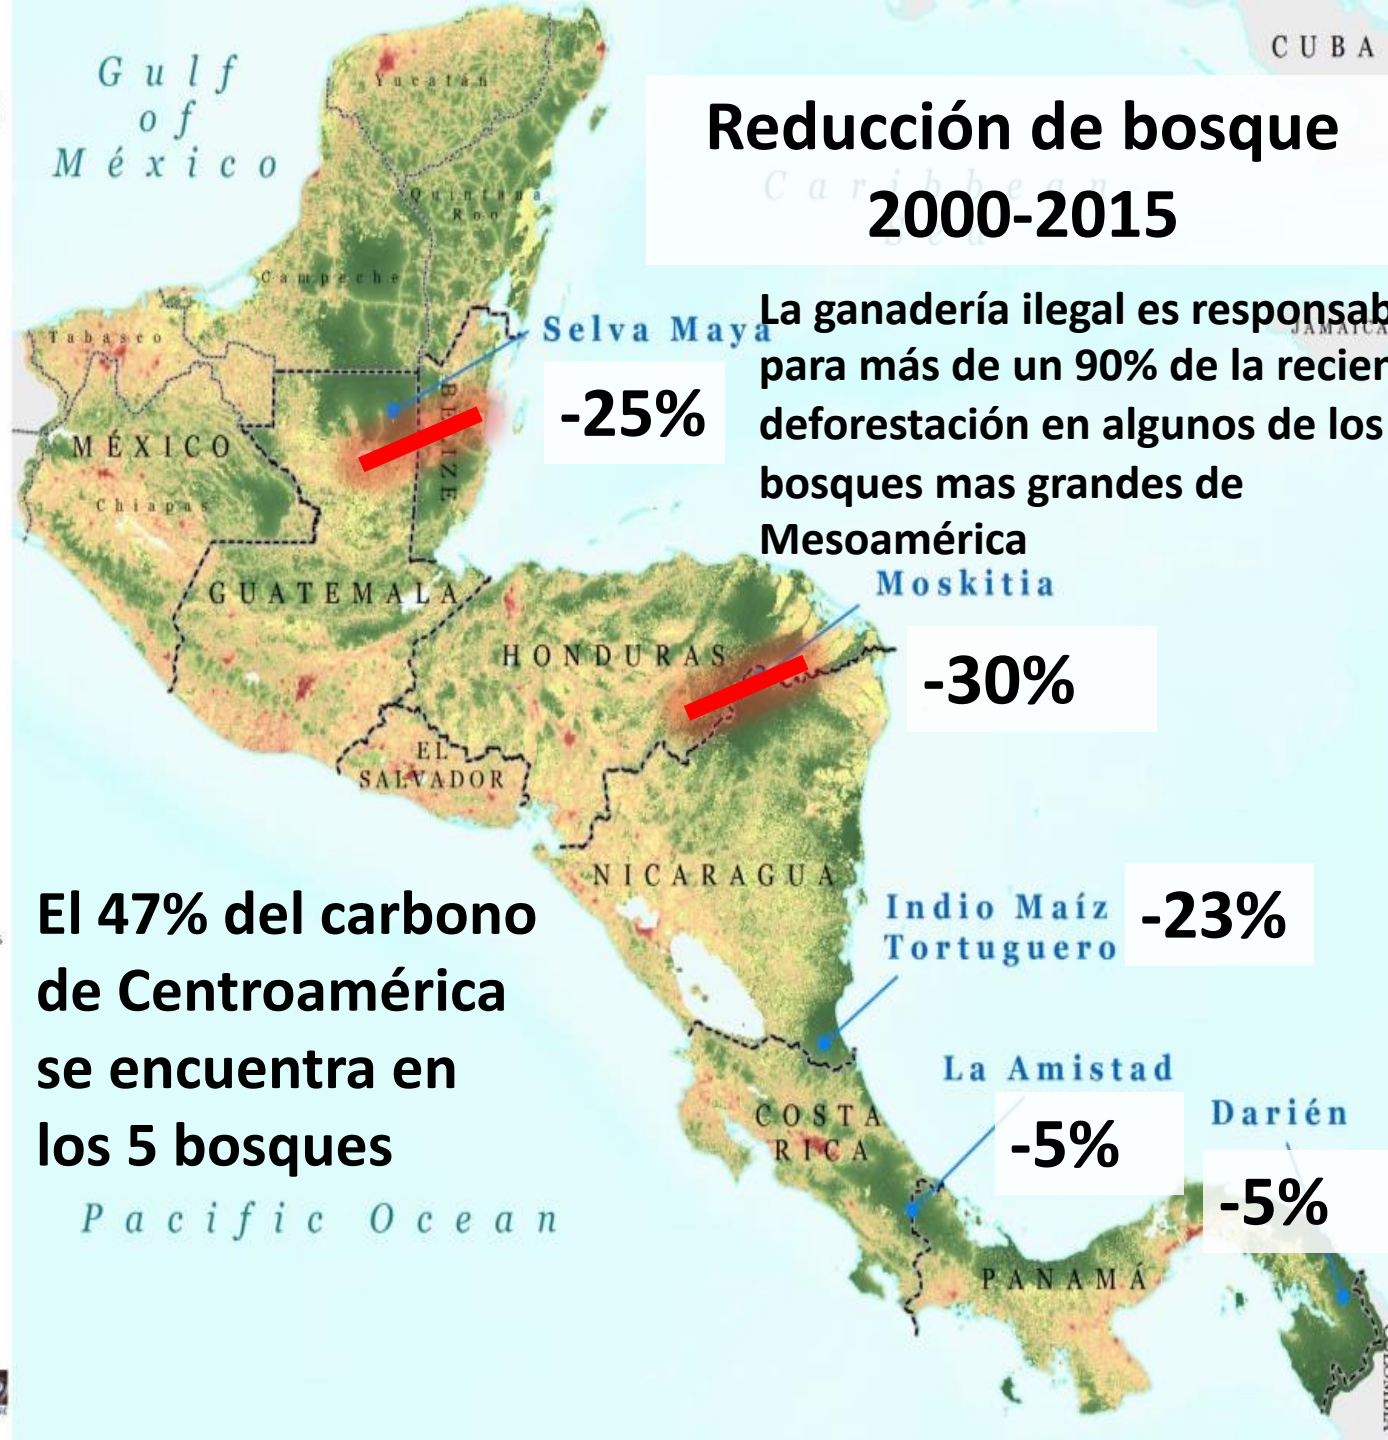 Gulf
of
México
CUBA
Yucatán
Reducción de bosque
2000-2015
Caribbean
Quintana
Roo
Campeche
Tabasco
Selva Maya
JAMAICA
La ganadería ilegal es responsab
para más de un 90% de la recien
deforestación en algunos de los
bosques mas grandes de
Mesoamérica
-25%
BELIZE
MÉXICO
Chiapas
GUATEMALA
Moskitia
HONDURAS
-30%
EL
SALVADOR
NICARAGUA
El 47% del carbono
de Centroamérica
se encuentra en
los 5 bosques
Indio Maíz
Tortuguero
-23%
La Amistad
-5%
COSTA
RICA
Darién
-5%
Pacific Ocean
PANAMÁ